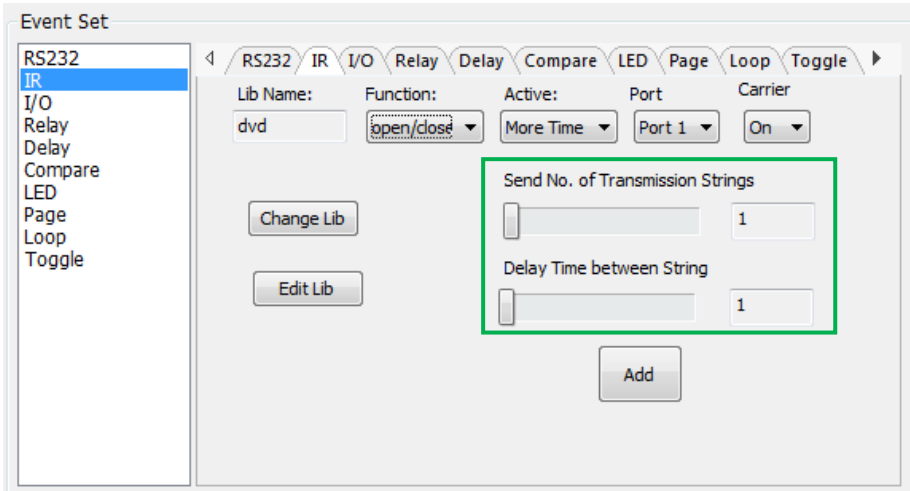 Event Set
RS232
IR
I/O
Relay
Delay
Compare
LED
Page
Loop
Toggle
RS232 IR I/O Relay Delay Compare LED Page Loop Toggle
Lib Name: Function: Active: Port Carrier
dvd open/close More Time Port 1 On
Send No. of Transmission Strings
Change Lib 1
Delay Time between String
Edit Lib 1
Add